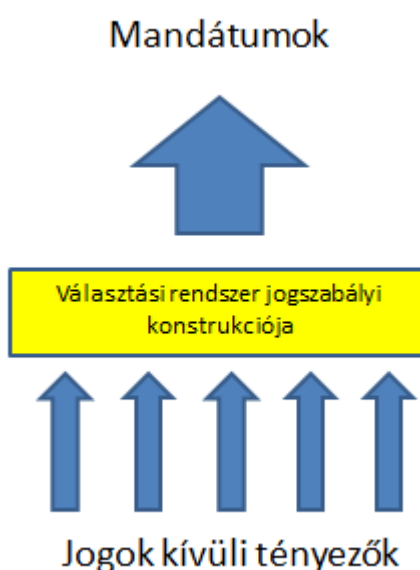 Mandátumok
Választási rendszer jogszabályi
konstrukciója
Jogok kívüli tényezők